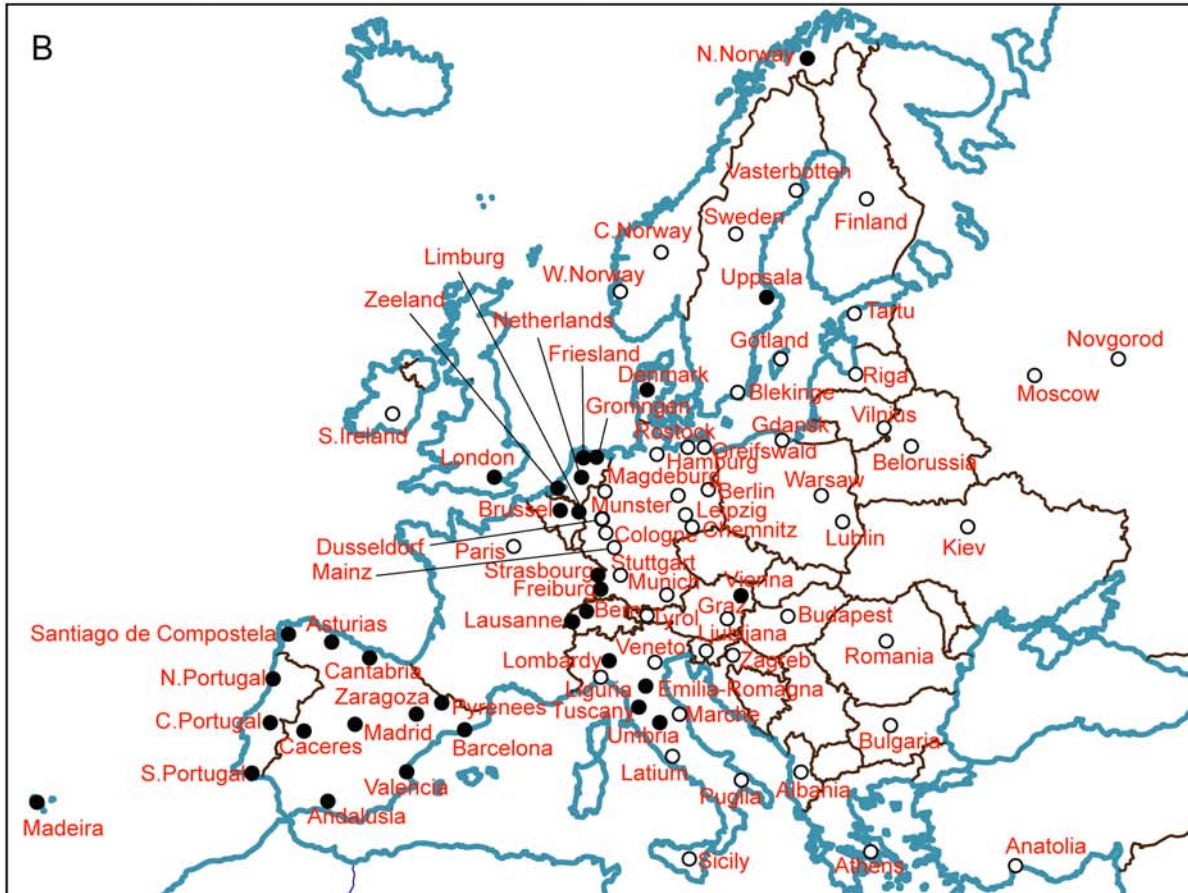 B
N.Norway
Vasterbotten
Finland
Sweden
C.Norway
Limburg
W.Norway
Uppsala
Zeeland
Netherlands
Tartu
Friesland
Gotland
Novgorod
Denmark
Riga
Moscow
Blekinge
Groningen
Vilnius
S.Ireland
Rostock
Gdansk
Greifswald
London
Hamburg
Belorussia
Magdeburg
Warsaw
Berlin
Brussel
Munster
Leipzig
Chemnitz
Cologne
Lublin
Kiev
Dusseldorf
Paris
Mainz
Stuttgart
Strasbourg
Munich
Vienna
Freiburg
Bern
Graz
Lausanne
Tyrol
Budapest
Santiago de Compostela
Asturias
Ljubljana
Veneto
Zagreb
Romania
Lombardy
Cantabria
N.Portugal
Liguria
Emilia-Romagna
Zaragoza
Pyrenees
Tuscany
Marche
C.Portugal
Caceres
Madrid
Umbria
Bulgaria
Barcelona
Latium
S.Portugal
Valencia
Albania
Puglia
Andalusia
Madeira
Sicily
Athens
Anatolia